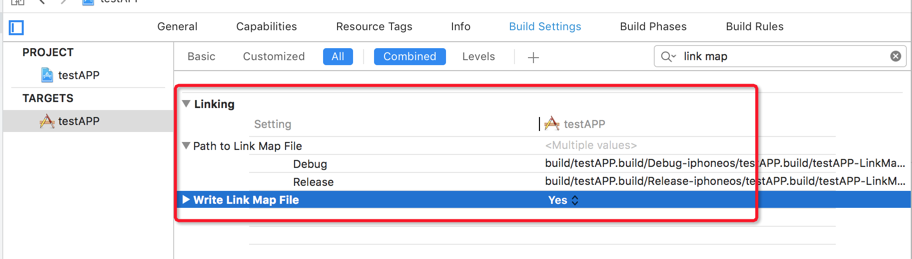 testAPP
General Capabilities Resource Tags Info Build Settings Build Phases Build Rules
PROJECT
testAPP
TARGETS
testAPP
Basic Customized All Combined Levels + link map
Linking
Setting testAPP
Path to Link Map File <Multiple values>
Debug build/testAPP.build/Debug-iphoneos/testAPP.build/testAPP-LinkMa...
Release build/testAPP.build/Release-iphoneos/testAPP.build/testAPP-LinkM...
Write Link Map File Yes